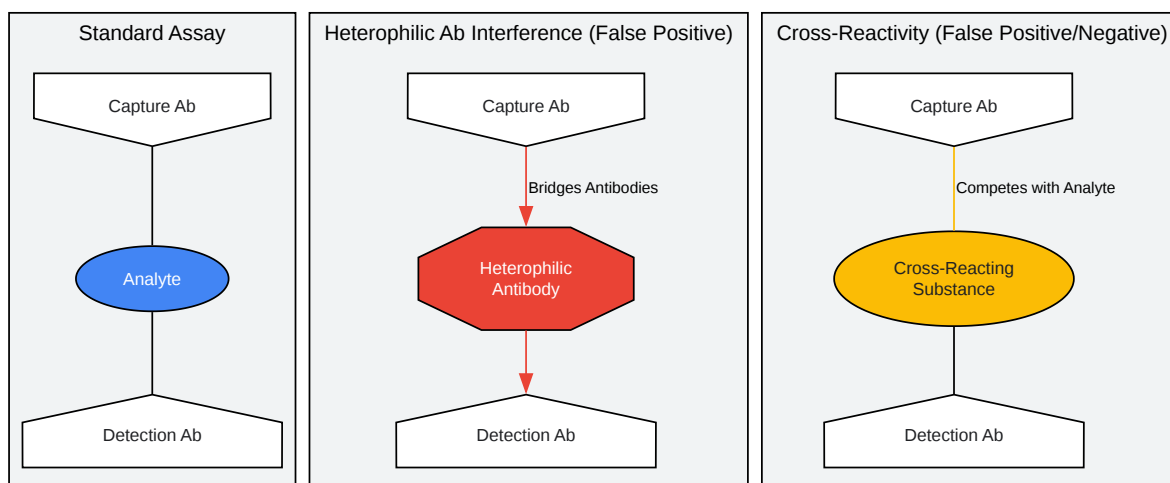 Standard Assay
Capture Ab
Analyte
Detection Ab
Heterophilic Ab Interference (False Positive)
Capture Ab
Bridges Antibodies
Heterophilic
Antibody
Detection Ab
Cross-Reactivity (False Positive/Negative)
Capture Ab
Competes with Analyte
Cross-Reacting
Substance
Detection Ab